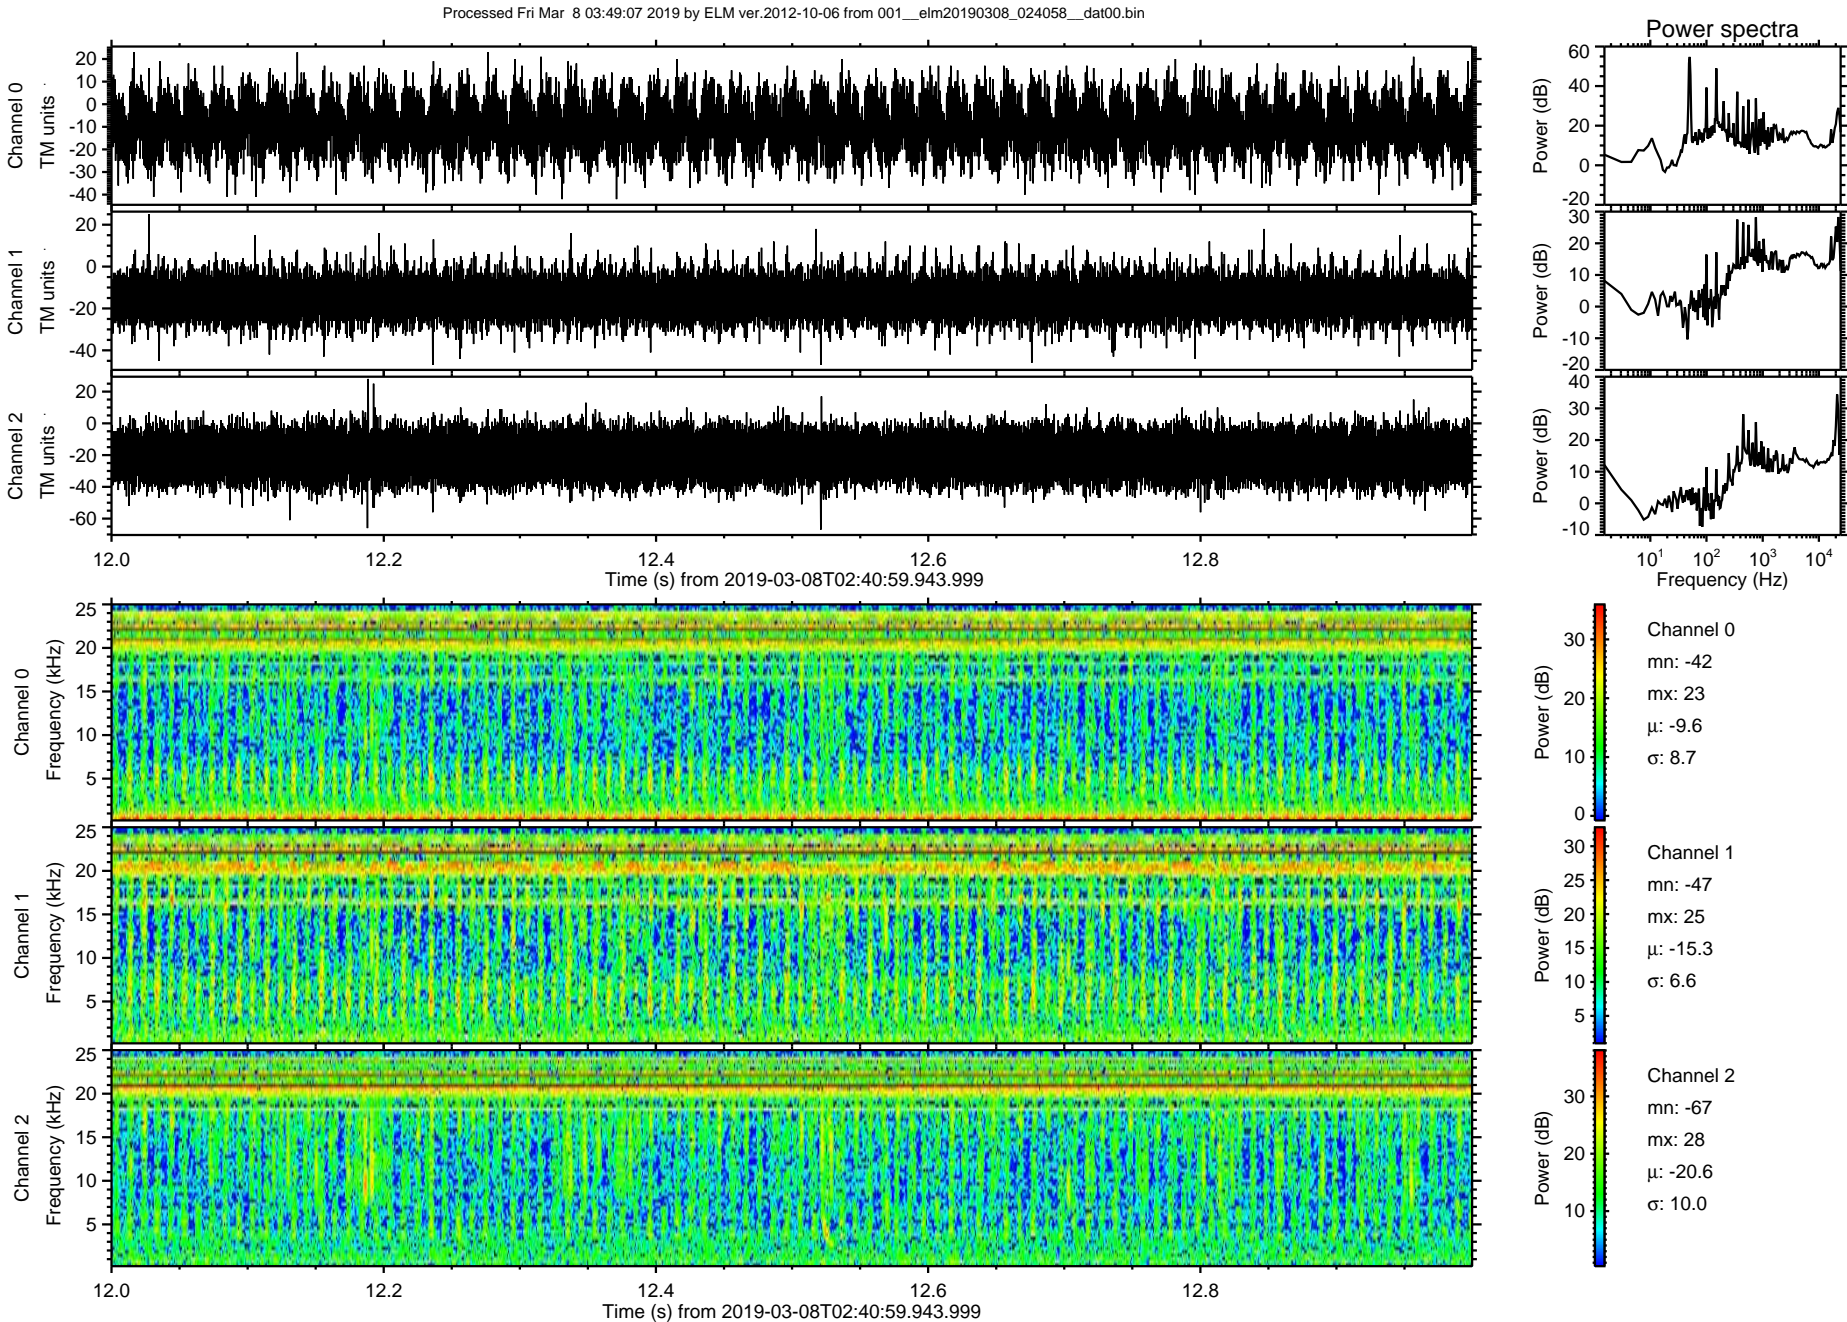 Processed Fri Mar 8 03:49:07 2019 by ELM ver.2012-10-06 from 001__elm20190308_024058__dat00.bin
Power spectra
Channel 0
TM units
20
10
0
-10
-20
-30
-40
Power (dB)
60
40
20
0
-20
Channel 1
TM units
20
0
-20
-40
Power (dB)
30
20
10
0
-10
-20
Channel 2
TM units
20
0
-20
-40
-60
Power (dB)
40
30
20
10
0
-10
12.0 12.2 12.4 12.6 12.8
Time (s) from 2019-03-08T02:40:59.943.999
10^1 10^2 10^3 10^4
Frequency (Hz)
Channel 0
Frequency (kHz)
25
20
15
10
5
Power (dB)
30
20
10
0
Channel 0
mn: -42
mx: 23
μ: -9.6
σ: 8.7
Channel 1
Frequency (kHz)
25
20
15
10
5
Power (dB)
30
25
20
15
10
5
Channel 1
mn: -47
mx: 25
μ: -15.3
σ: 6.6
Channel 2
Frequency (kHz)
25
20
15
10
5
Power (dB)
30
20
10
Channel 2
mn: -67
mx: 28
μ: -20.6
σ: 10.0
12.0 12.2 12.4 12.6 12.8
Time (s) from 2019-03-08T02:40:59.943.999